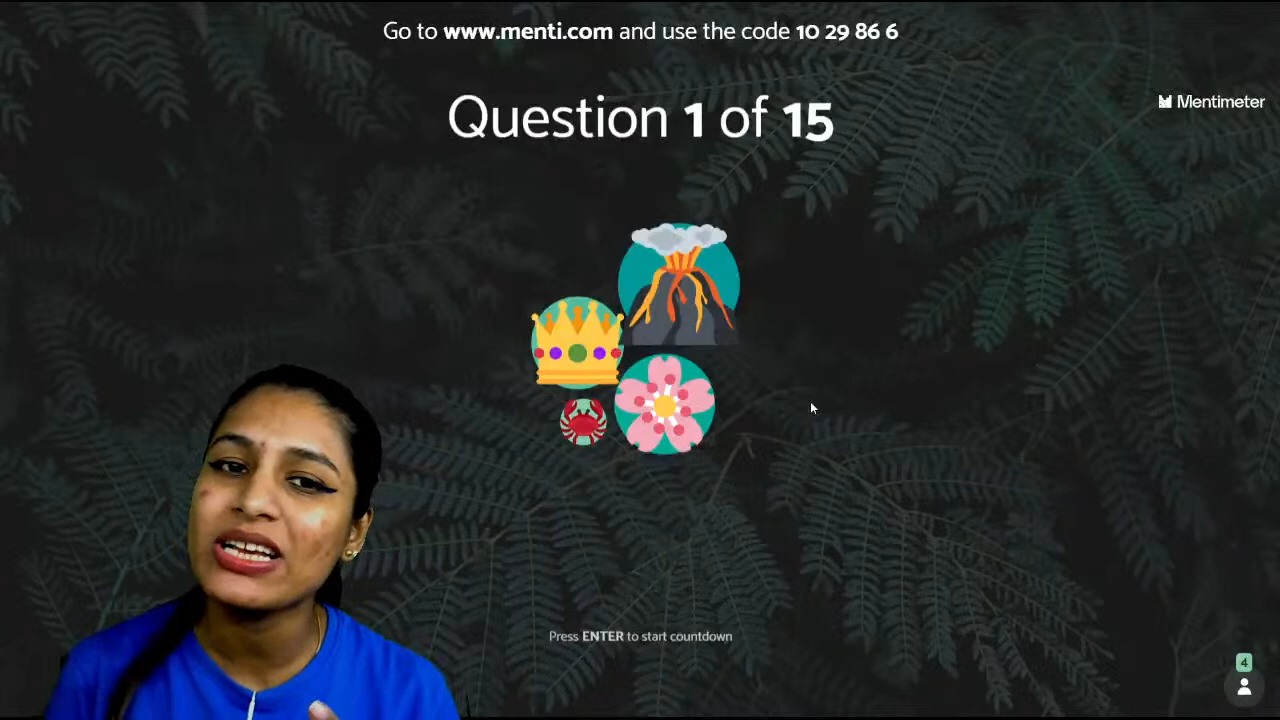 Go to www.menti.com and use the code 10 29 86 6
Mentimeter
Question 1 of 15
Press ENTER to start countdown
4